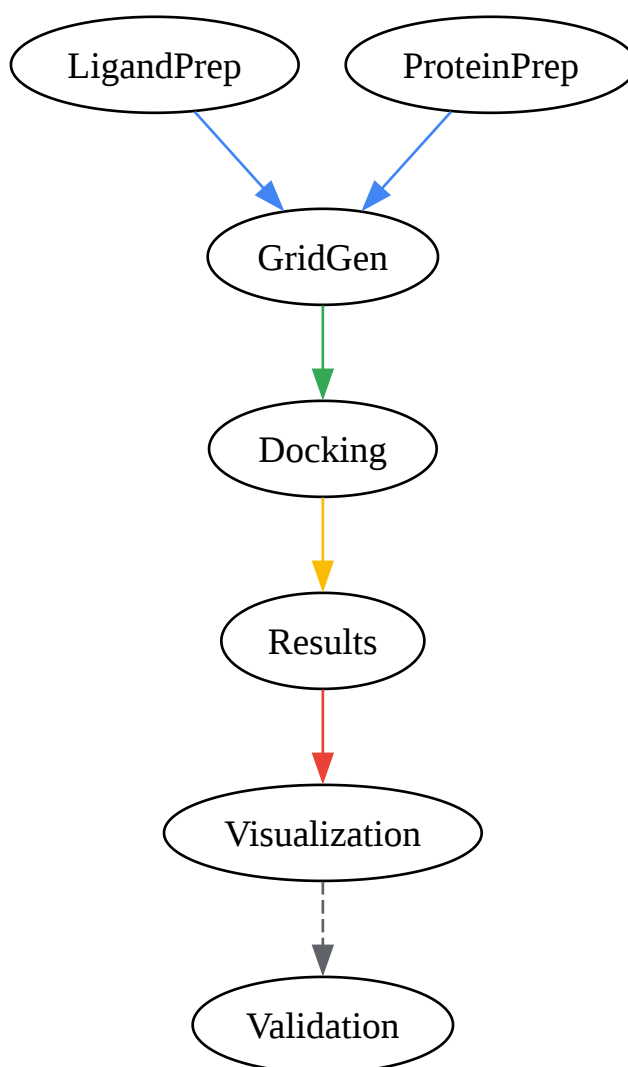 LigandPrep
ProteinPrep
GridGen
Docking
Results
Visualization
Validation